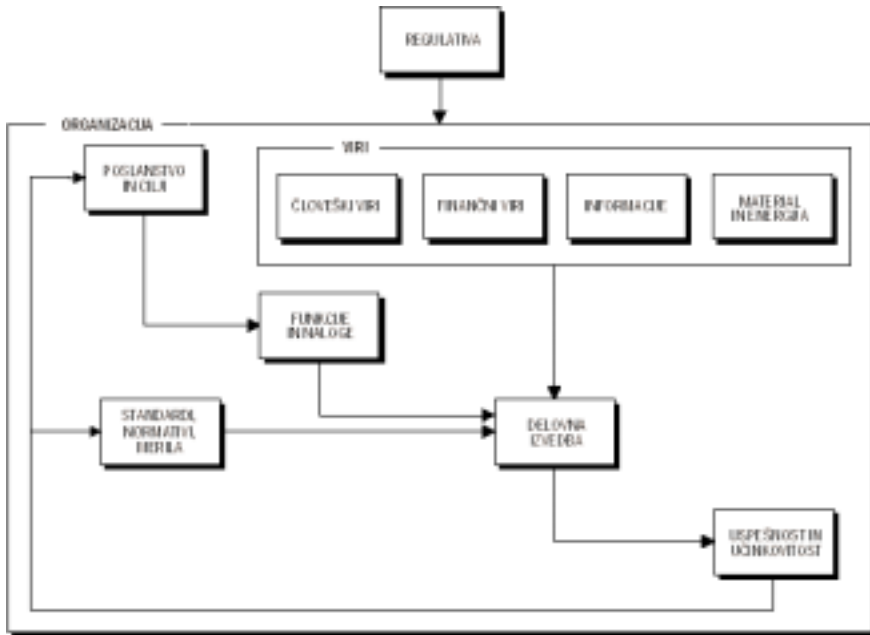 REGULATIVA
ORGANIZACIJA
VIRI
POSLANSTVO
IN CILJI
ČLOVEŠKI VIRI
FINANČNI VIRI
INFORMACIJE
MATERIAL
IN ENERGIJA
FUNKCIJE
IN NALOGE
STANDARDI,
NORMATIVI,
MERILA
DELOVNA
IZVEDBA
USPEŠNOST IN
UČINKOVITOST